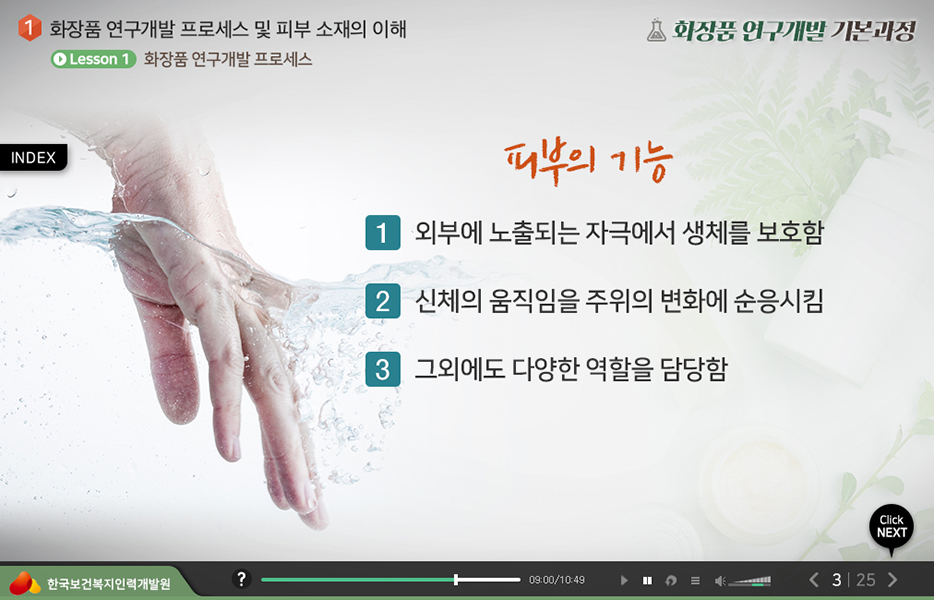 1 화장품 연구개발 프로세스 및 피부 소재의 이해
화장품 연구개발 기본과정
Lesson 1 화장품 연구개발 프로세스
INDEX
피부의 기능
1 외부에 노출되는 자극에서 생체를 보호함
2 신체의 움직임을 주위의 변화에 순응시킴
3 그외에도 다양한 역할을 담당함
Click
NEXT
한국보건복지인력개발원
? 09:00/10:49 3 | 25